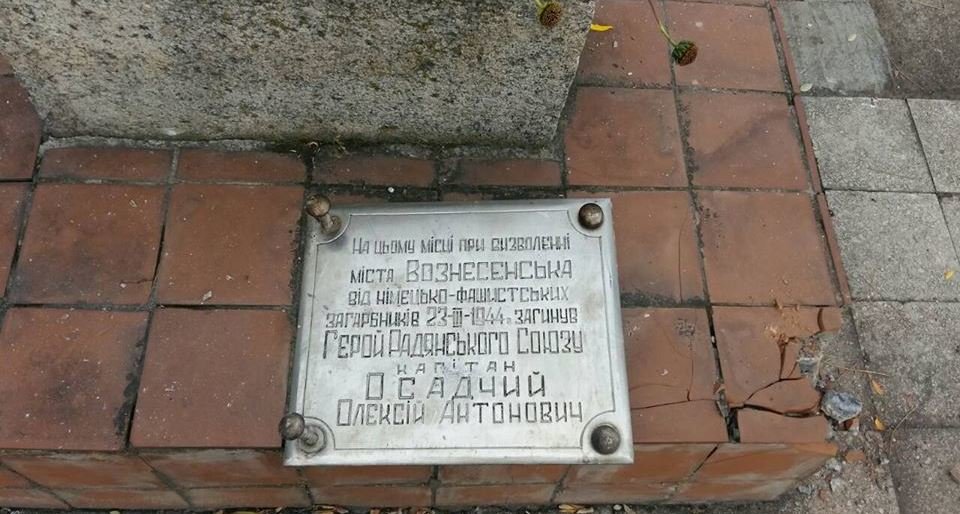 На цьому місці при визволенні
міста Вознесенська
від німецько-фашистських
загарбників 23-III-1944р. загинув
Герой Радянського Союзу
капітан
Осадчий
Олексій Антонович